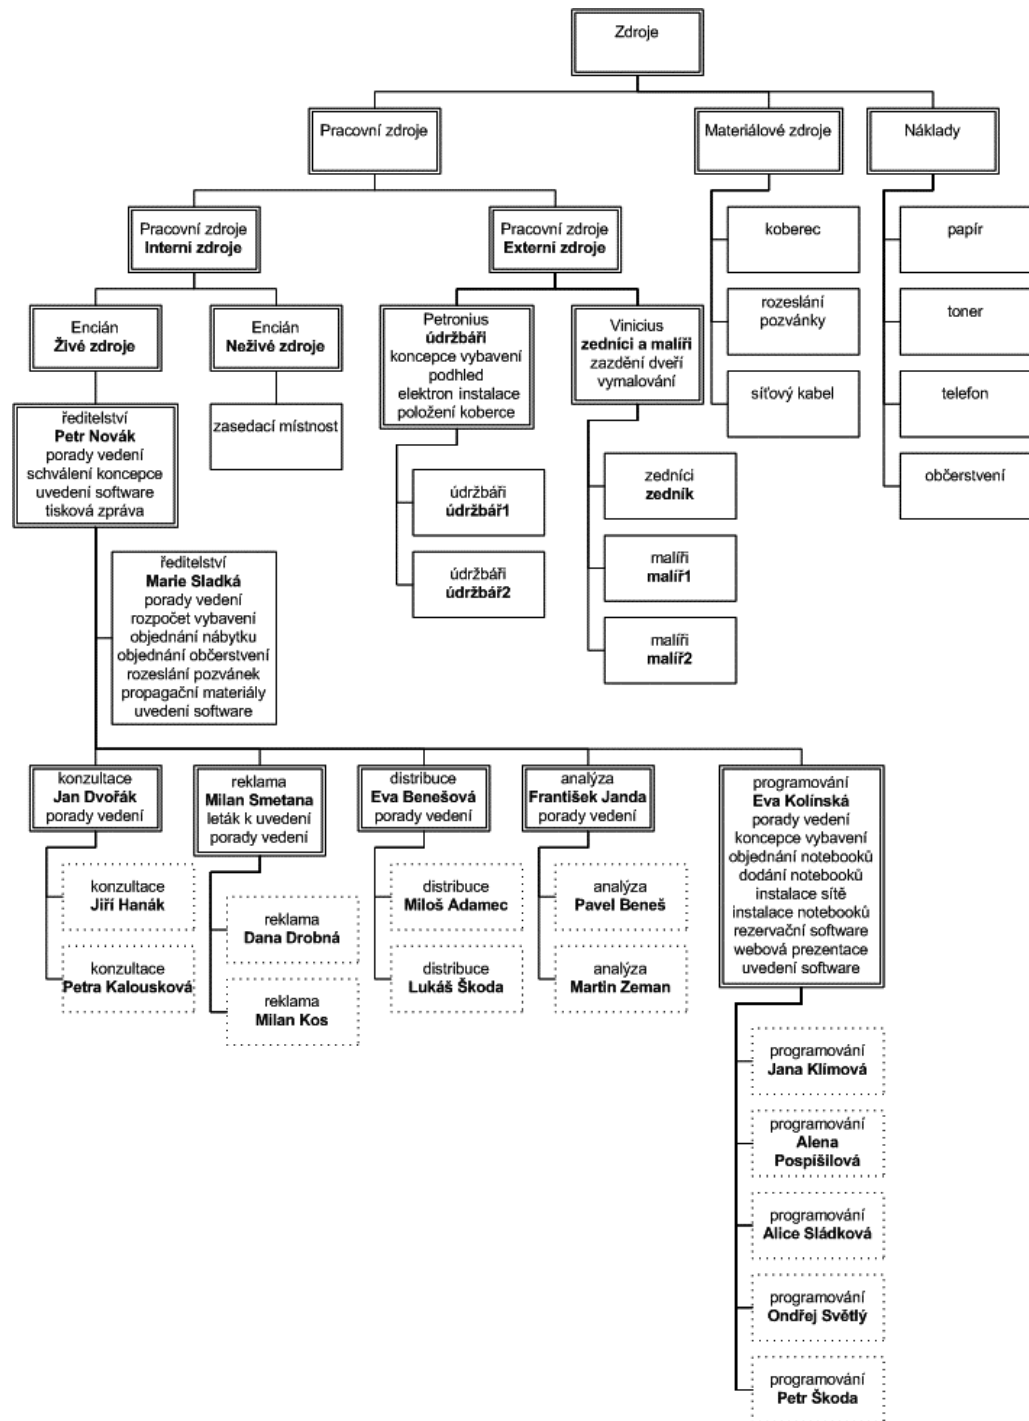 Zdroje
Pracovní zdroje
Materiálové zdroje
Náklady
Pracovní zdroje
Interní zdroje
Pracovní zdroje
Externí zdroje
koberec
papír
rozeslání
pozvánky
toner
síťový kabel
telefon
občerstvení
Encián
Živé zdroje
Encián
Neživé zdroje
Petronius
údržbáři
koncepce vybavení
podhled
elektron instalace
položení koberce
Vinicius
zedníci a malíři
zazdění dveří
vymalování
ředitelství
Petr Novák
porady vedení
schválení koncepce
uvedení software
tisková zpráva
zasedací místnost
údržbáři
údržbář1
údržbáři
údržbář2
zedníci
zedník
malíři
malíř1
malíři
malíř2
ředitelství
Marie Sladká
porady vedení
rozpočet vybavení
objednání nábytku
objednání občerstvení
rozeslání pozvánek
propagační materiály
uvedení software
konzultace
Jan Dvořák
porady vedení
reklama
Milan Smetana
leták k uvedení
porady vedení
distribuce
Eva Benešová
porady vedení
analýza
František Janda
porady vedení
programování
Eva Kolínská
porady vedení
koncepce vybavení
objednání notebooků
dodání notebooků
instalace sítě
instalace notebooků
rezervační software
webová prezentace
uvedení software
konzultace
Jiří Hanák
konzultace
Petra Kalousková
reklama
Dana Drobná
reklama
Milan Kos
distribuce
Miloš Adamec
distribuce
Lukáš Škoda
analýza
Pavel Beneš
analýza
Martin Zeman
programování
Jana Klímová
programování
Alena
Pospíšilová
programování
Alice Sládková
programování
Ondřej Světlý
programování
Petr Škoda